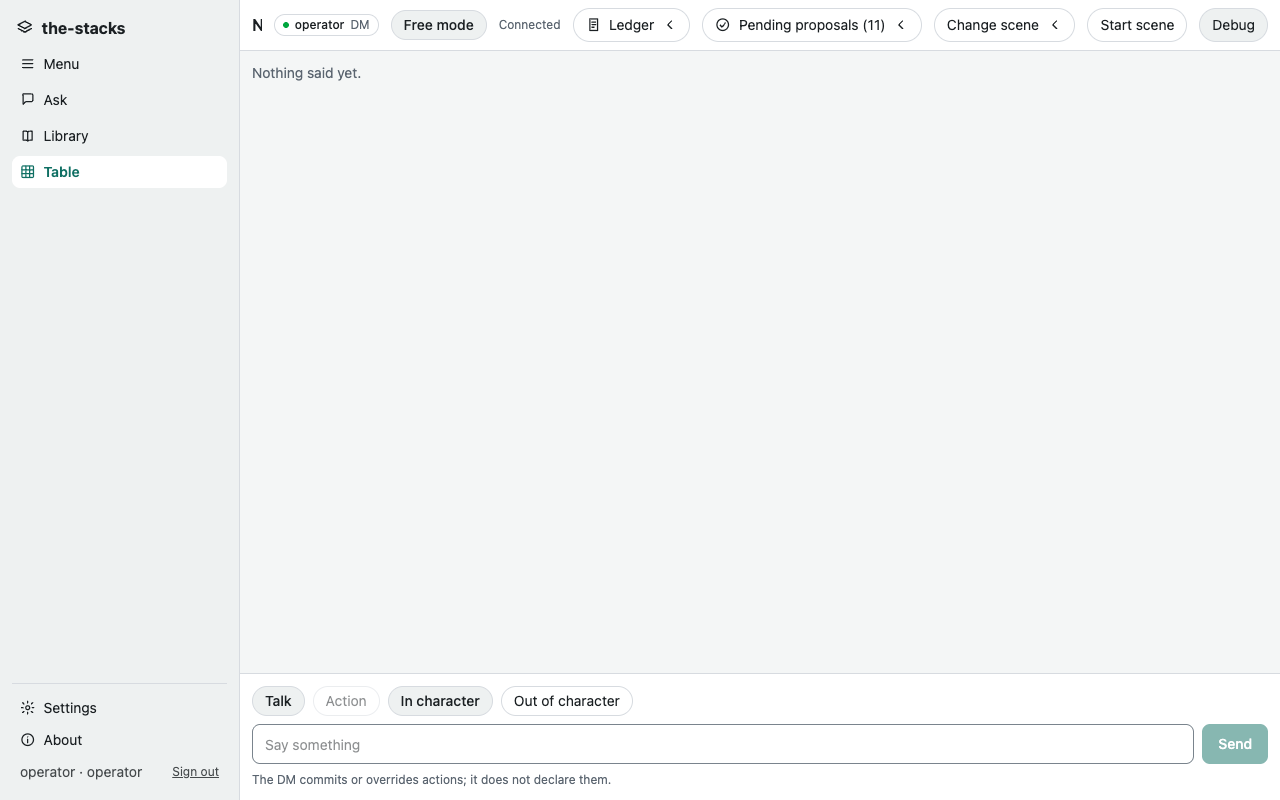 the-stacks
Menu
Ask
Library
Table
Settings
About
operator · operator Sign out
N operator DM Free mode Connected Ledger Pending proposals (11) Change scene Start scene Debug
Nothing said yet.
Talk Action In character Out of character
Say something Send
The DM commits or overrides actions; it does not declare them.